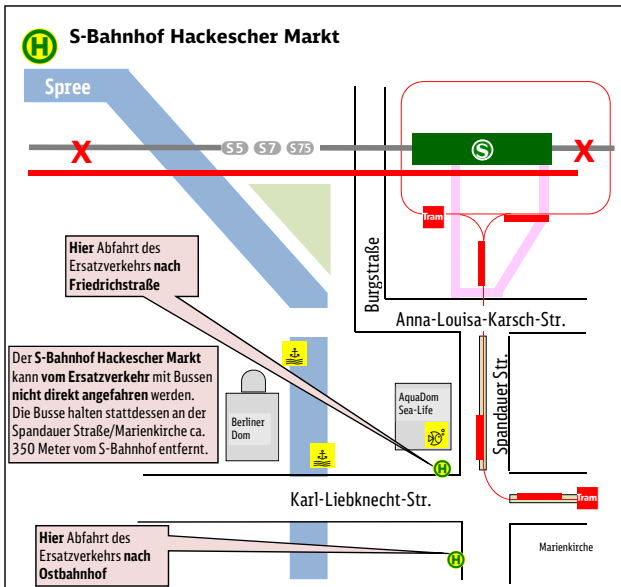 H
S-Bahnhof Hackescher Markt
Spree
X
S5 S7 S75
S
X
Tram
Hier Abfahrt des
Ersatzverkehrs nach
Friedrichstraße
Burgstraße
Anna-Louisa-Karsch-Str.
Der S-Bahnhof Hackescher Markt
kann vom Ersatzverkehr mit Bussen
nicht direkt angefahren werden.
Die Busse halten stattdessen an der
Spandauer Straße/Marienkirche ca.
350 Meter vom S-Bahnhof entfernt.
Berliner
Dom
AquaDom
Sea-Life
Spandauer Str.
H
Karl-Liebknecht-Str.
Tram
Hier Abfahrt des
Ersatzverkehrs nach
Ostbahnhof
H
Marienkirche